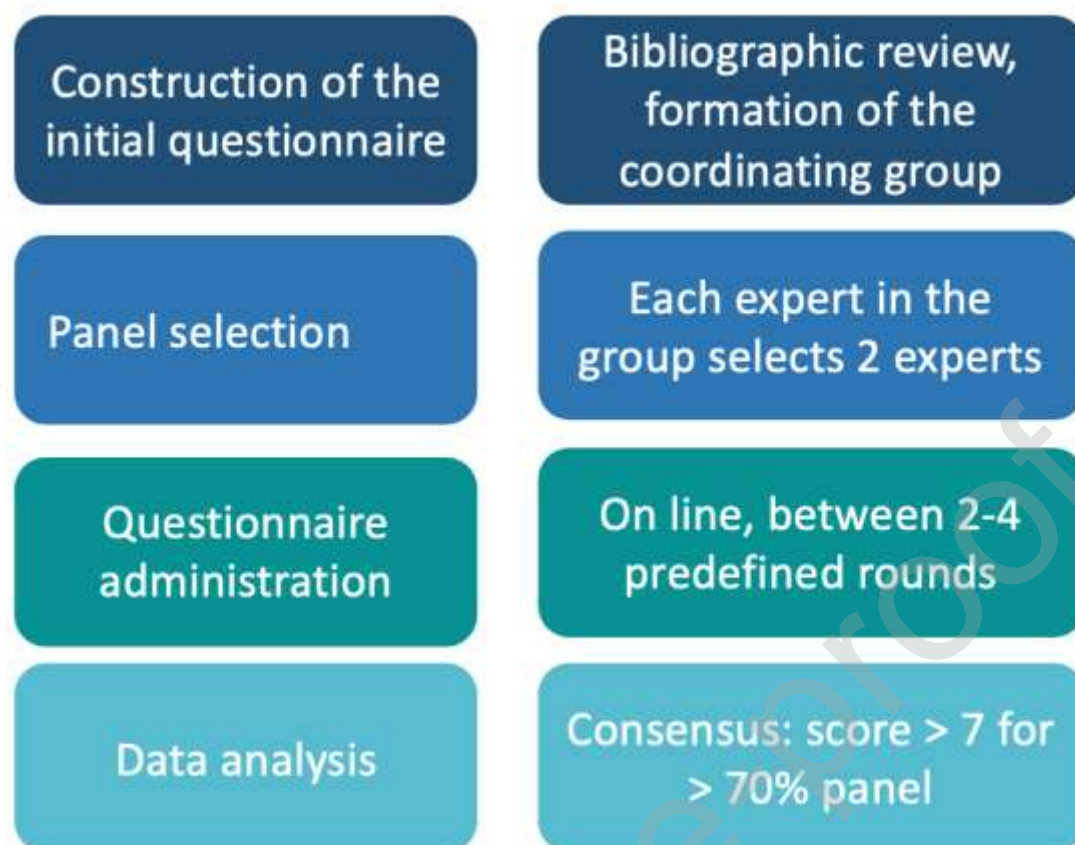 Construction of the
initial questionnaire
Bibliographic review,
formation of the
coordinating group
Panel selection
Each expert in the
group selects 2 experts
Questionnaire
administration
On line, between 2-4
predefined rounds
Data analysis
Consensus: score > 7 for
> 70% panel